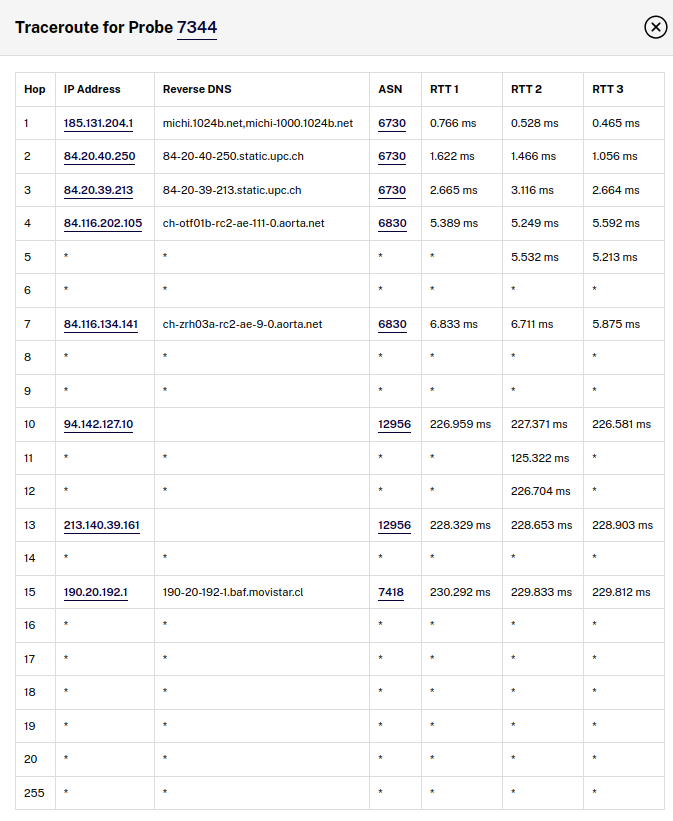 Traceroute for Probe 7344
Hop IP Address Reverse DNS ASN RTT 1 RTT 2 RTT 3
1 185.131.204.1 michi.1024b.net,michi-1000.1024b.net 6730 0.766 ms 0.528 ms 0.465 ms
2 84.20.40.250 84-20-40-250.static.upc.ch 6730 1.622 ms 1.466 ms 1.056 ms
3 84.20.39.213 84-20-39-213.static.upc.ch 6730 2.665 ms 3.116 ms 2.664 ms
4 84.116.202.105 ch-otf01b-rc2-ae-111-0.aorta.net 6830 5.389 ms 5.249 ms 5.592 ms
5 * * * * 5.532 ms 5.213 ms
6 * * * * * *
7 84.116.134.141 ch-zrh03a-rc2-ae-9-0.aorta.net 6830 6.833 ms 6.711 ms 5.875 ms
8 * * * * * *
9 * * * * * *
10 94.142.127.10 12956 226.959 ms 227.371 ms 226.581 ms
11 * * * * 125.322 ms *
12 * * * * 226.704 ms *
13 213.140.39.161 12956 228.329 ms 228.653 ms 228.903 ms
14 * * * * * *
15 190.20.192.1 190-20-192-1.baf.movistar.cl 7418 230.292 ms 229.833 ms 229.812 ms
16 * * * * * *
17 * * * * * *
18 * * * * * *
19 * * * * * *
20 * * * * * *
255 * * * * * *